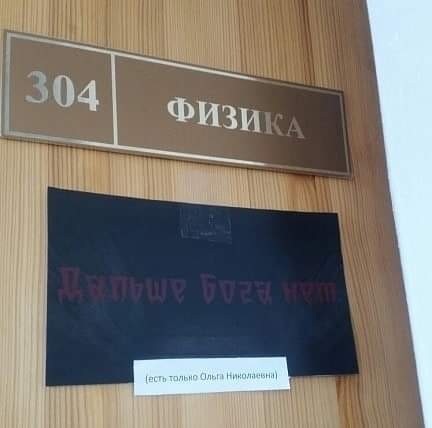 304
ФИЗИКА
Дальше бога нет
(есть только Ольга Николаевна)